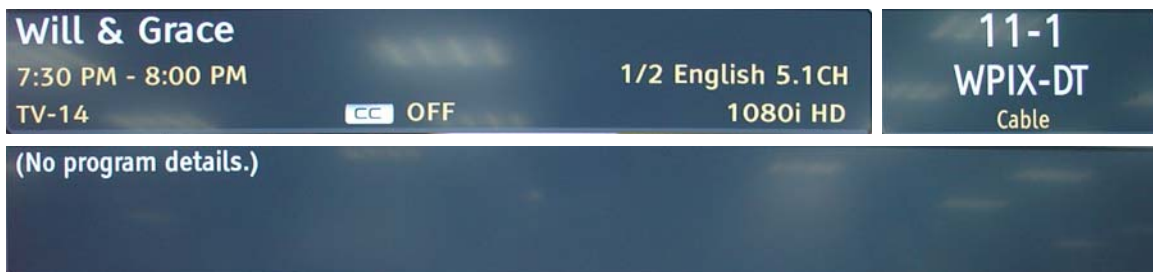 Will & Grace
7:30 PM - 8:00 PM
1/2 English 5.1CH
TV-14
CC OFF
1080i HD
11-1
WPIX-DT
Cable
(No program details.)